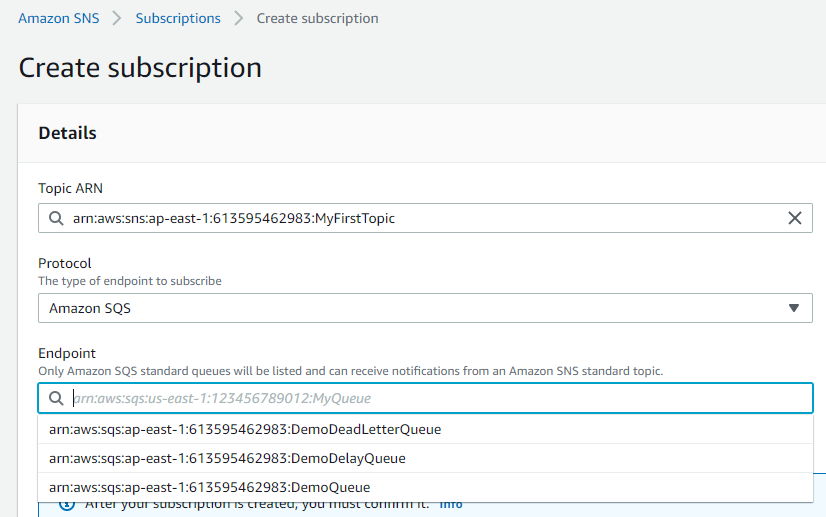 Amazon SNS > Subscriptions > Create subscription
Create subscription
Details
Topic ARN
arn:aws:sns:ap-east-1:613595462983:MyFirstTopic
Protocol
The type of endpoint to subscribe
Amazon SQS
Endpoint
Only Amazon SQS standard queues will be listed and can receive notifications from an Amazon SNS standard topic.
arn:aws:sqs:us-east-1:123456789012:MyQueue
arn:aws:sqs:ap-east-1:613595462983:DemoDeadLetterQueue
arn:aws:sqs:ap-east-1:613595462983:DemoDelayQueue
arn:aws:sqs:ap-east-1:613595462983:DemoQueue
After your subscription is created, you must confirm it. Info